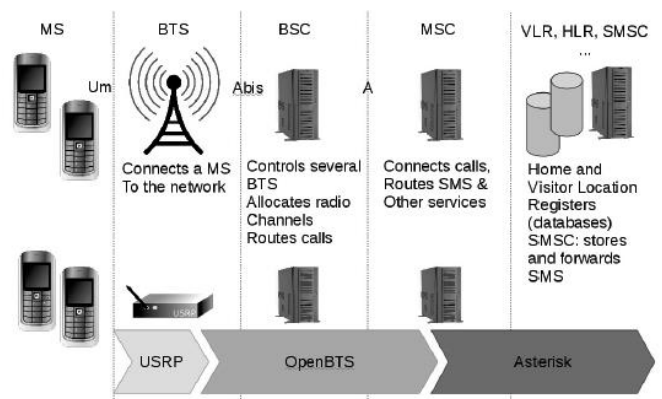 MS
BTS
BSC
MSC
VLR, HLR, SMSC
...
Um
Abis
A
Connects a MS
To the network
Controls several
BTS
Allocates radio
Channels
Routes calls
Connects calls,
Routes SMS &
Other services
Home and
Visitor Location
Registers
(databases)
SMSC: stores
and forwards
SMS
USRP
USRP
OpenBTS
Asterisk